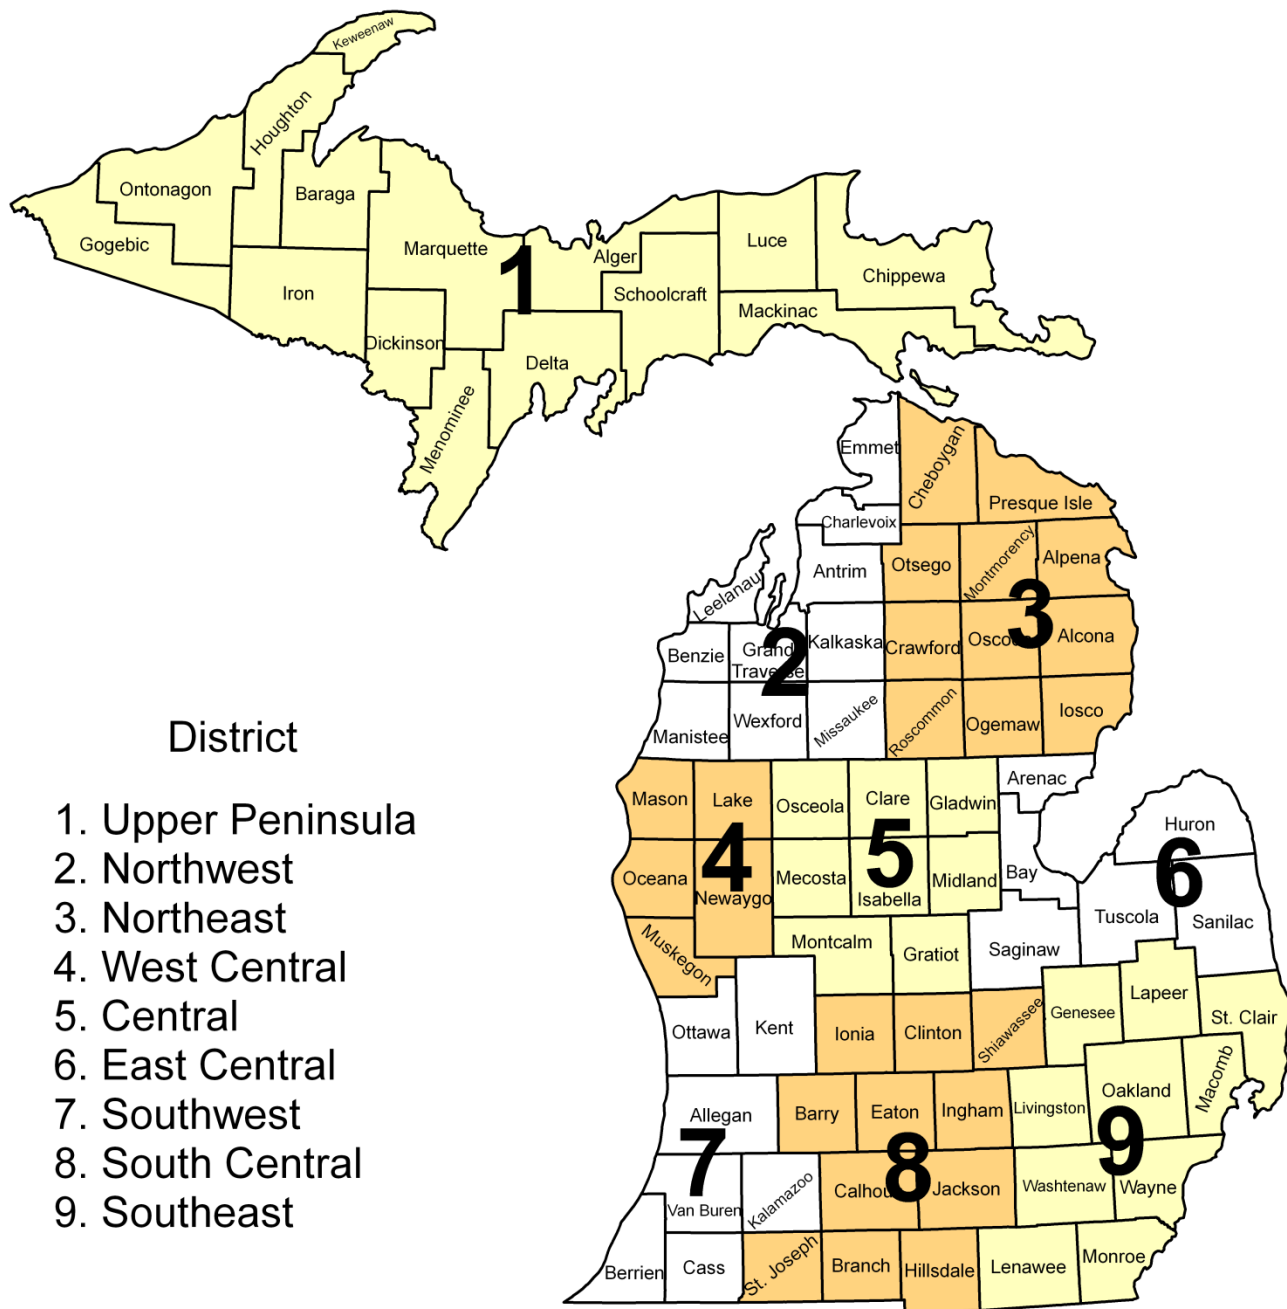 Keweenaw
Houghton
Ontonagon
Baraga
Gogebic
Marquette
1
Alger
Luce
Chippewa
Iron
Schoolcraft
Mackinac
Dickinson
Delta
Menominee
Emmet
Cheboygan
Presque Isle
Charlevoix
Antrim
Otsego
Montmorency
Alpena
Leelanau
3
Benzie
Grand
Traverse
2
Kalkaska
Crawford
Oscoda
Alcona
Manistee
Wexford
Missaukee
Roscommon
Ogemaw
Iosco
District
1. Upper Peninsula
2. Northwest
3. Northeast
4. West Central
5. Central
6. East Central
7. Southwest
8. South Central
9. Southeast
Mason
Lake
Osceola
Clare
Gladwin
Arenac
4
5
Huron
6
Oceana
Newaygo
Mecosta
Isabella
Midland
Bay
Tuscola
Sanilac
Muskegon
Montcalm
Gratiot
Saginaw
Ottawa
Kent
Ionia
Clinton
Shiawassee
Genesee
Lapeer
St. Clair
Allegan
Barry
Eaton
Ingham
Livingston
Oakland
Macomb
7
8
9
Van Buren
Kalamazoo
Calhoun
Jackson
Washtenaw
Wayne
Berrien
Cass
St. Joseph
Branch
Hillsdale
Lenawee
Monroe